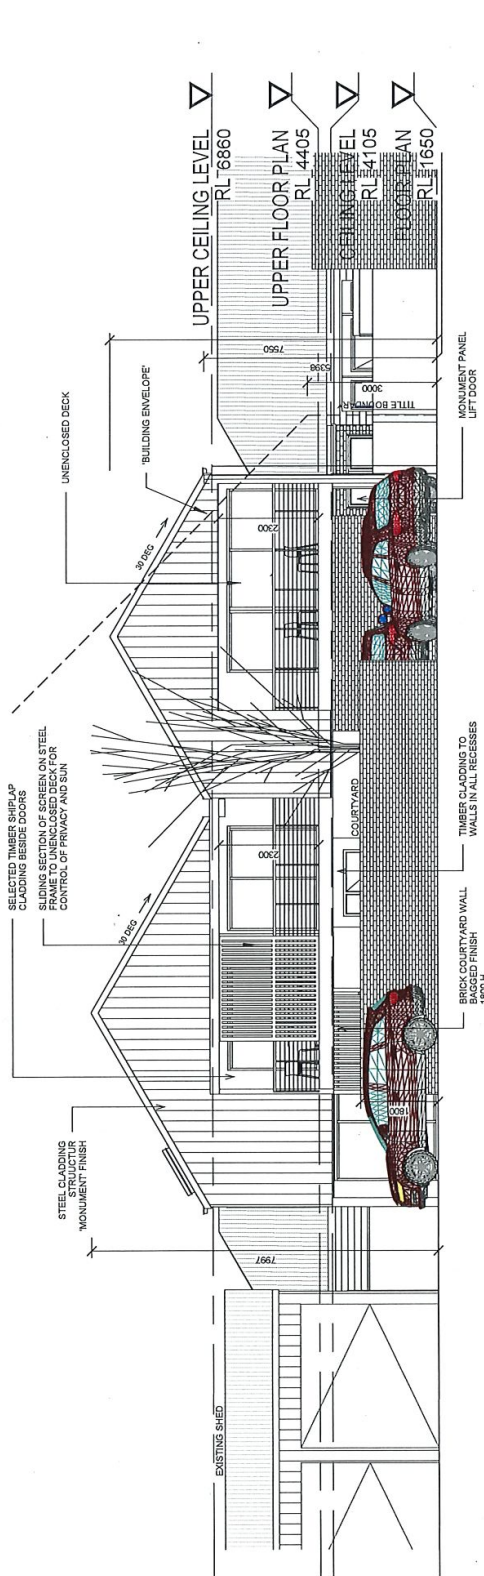 SELECTED TIMBER SHIPLAP
CLADDING BESIDE DOORS
SLIDING SECTION OF SCREEN ON STEEL
FRAME TO UNENCLOSED DECK FOR
CONTROL OF PRIVACY AND SUN
UNENCLOSED DECK
'BUILDING ENVELOPE'
STEEL CLADDING
STRUUCTUR
'MONUMENT' FINISH
30 DEG
30 DEG
UPPER CEILING LEVEL
RL 6860
UPPER FLOOR PLAN
RL 4405
CEILING LEVEL
RL 4105
FLOOR PLAN
RL 1650
EXISTING SHED
7997
1800
2300
2300
COURTYARD
7550
5398
3000
TITLE BOUNDARY
BRICK COURTYARD WALL
BAGGED FINISH
1800 H
TIMBER CLADDING TO
WALLS IN ALL RECESSES
MONUMENT PANEL
LIFT DOOR